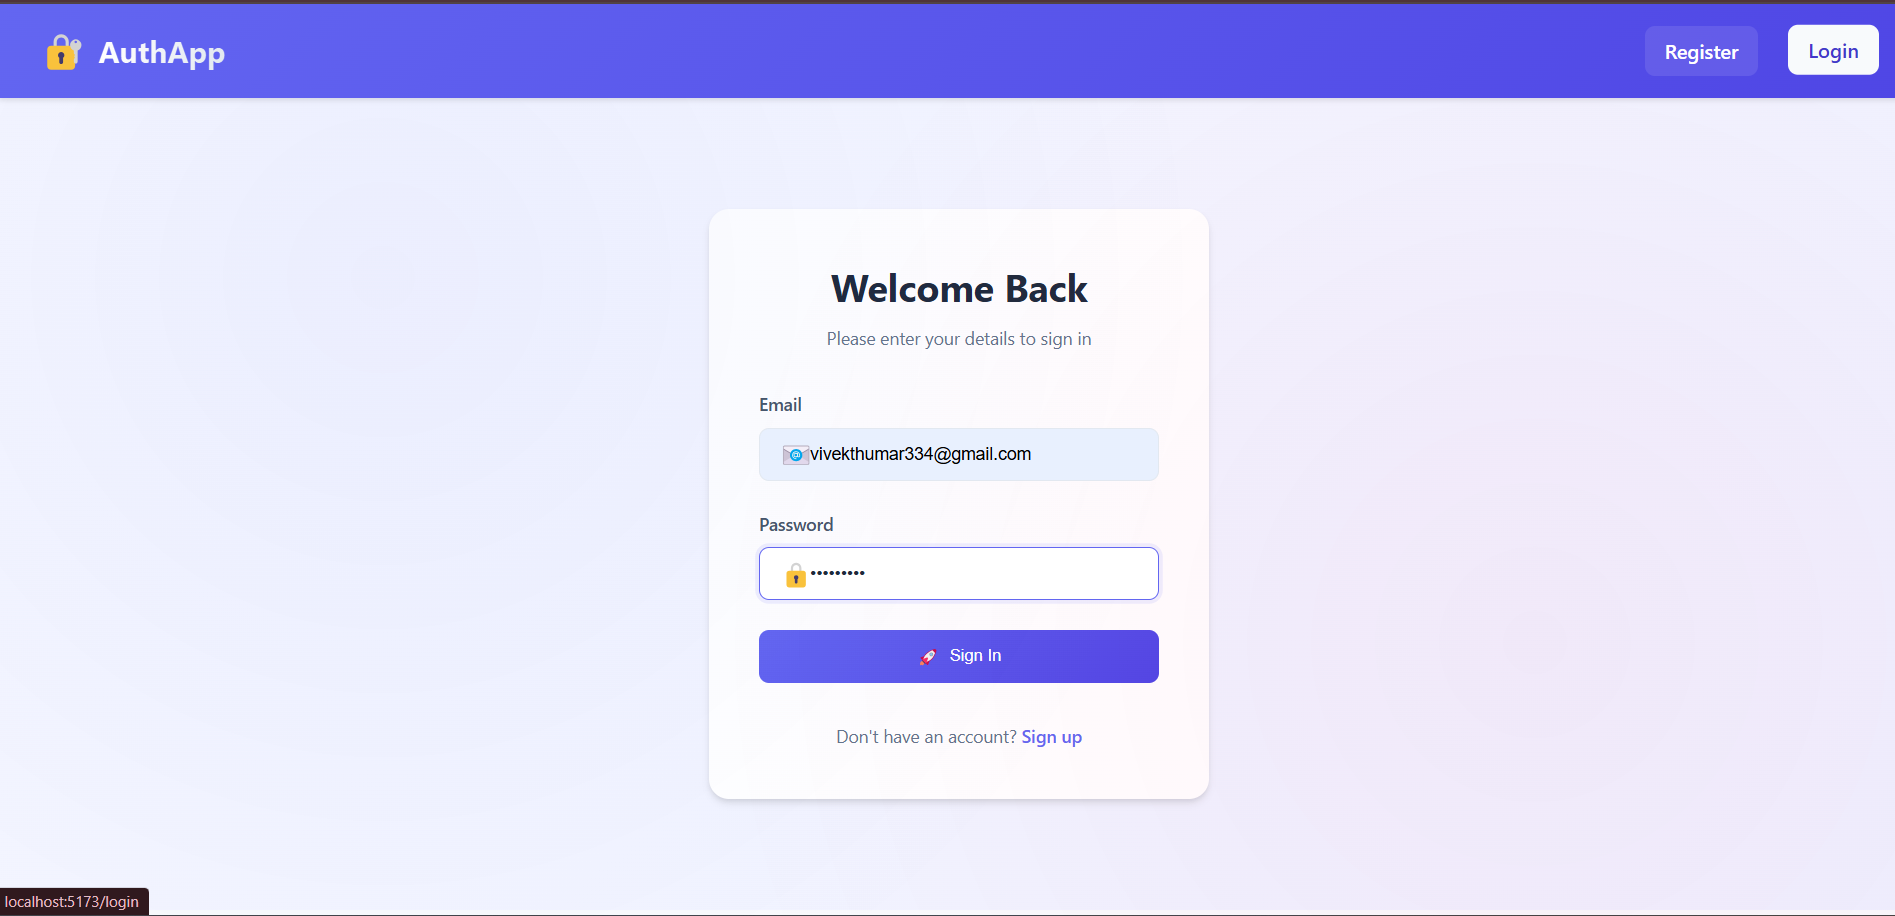 AuthApp
Register
Login
Welcome Back
Please enter your details to sign in
Email
vivekthumar334@gmail.com
Password
•••••••••
Sign In
Don't have an account? Sign up
localhost:5173/login